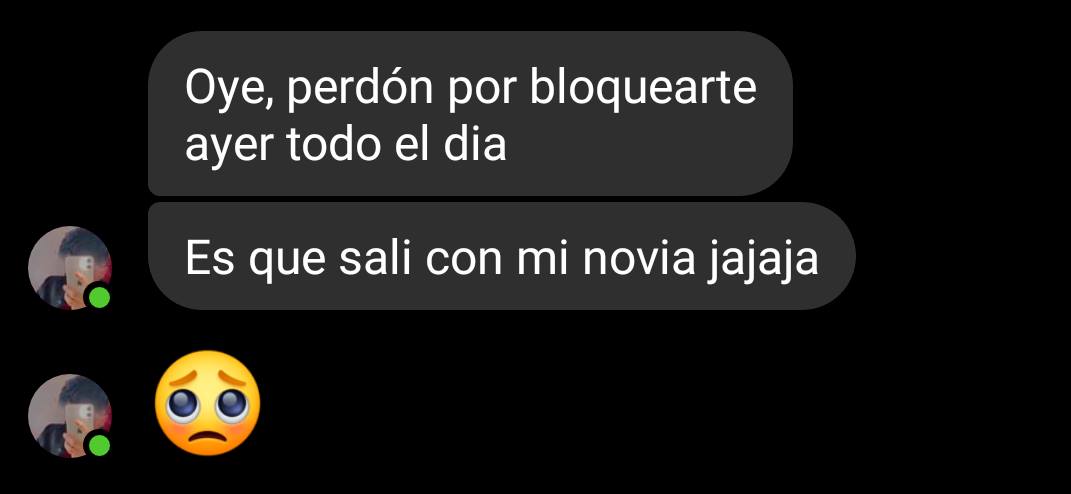 Oye, perdón por bloquearte
ayer todo el dia
Es que sali con mi novia jajaja